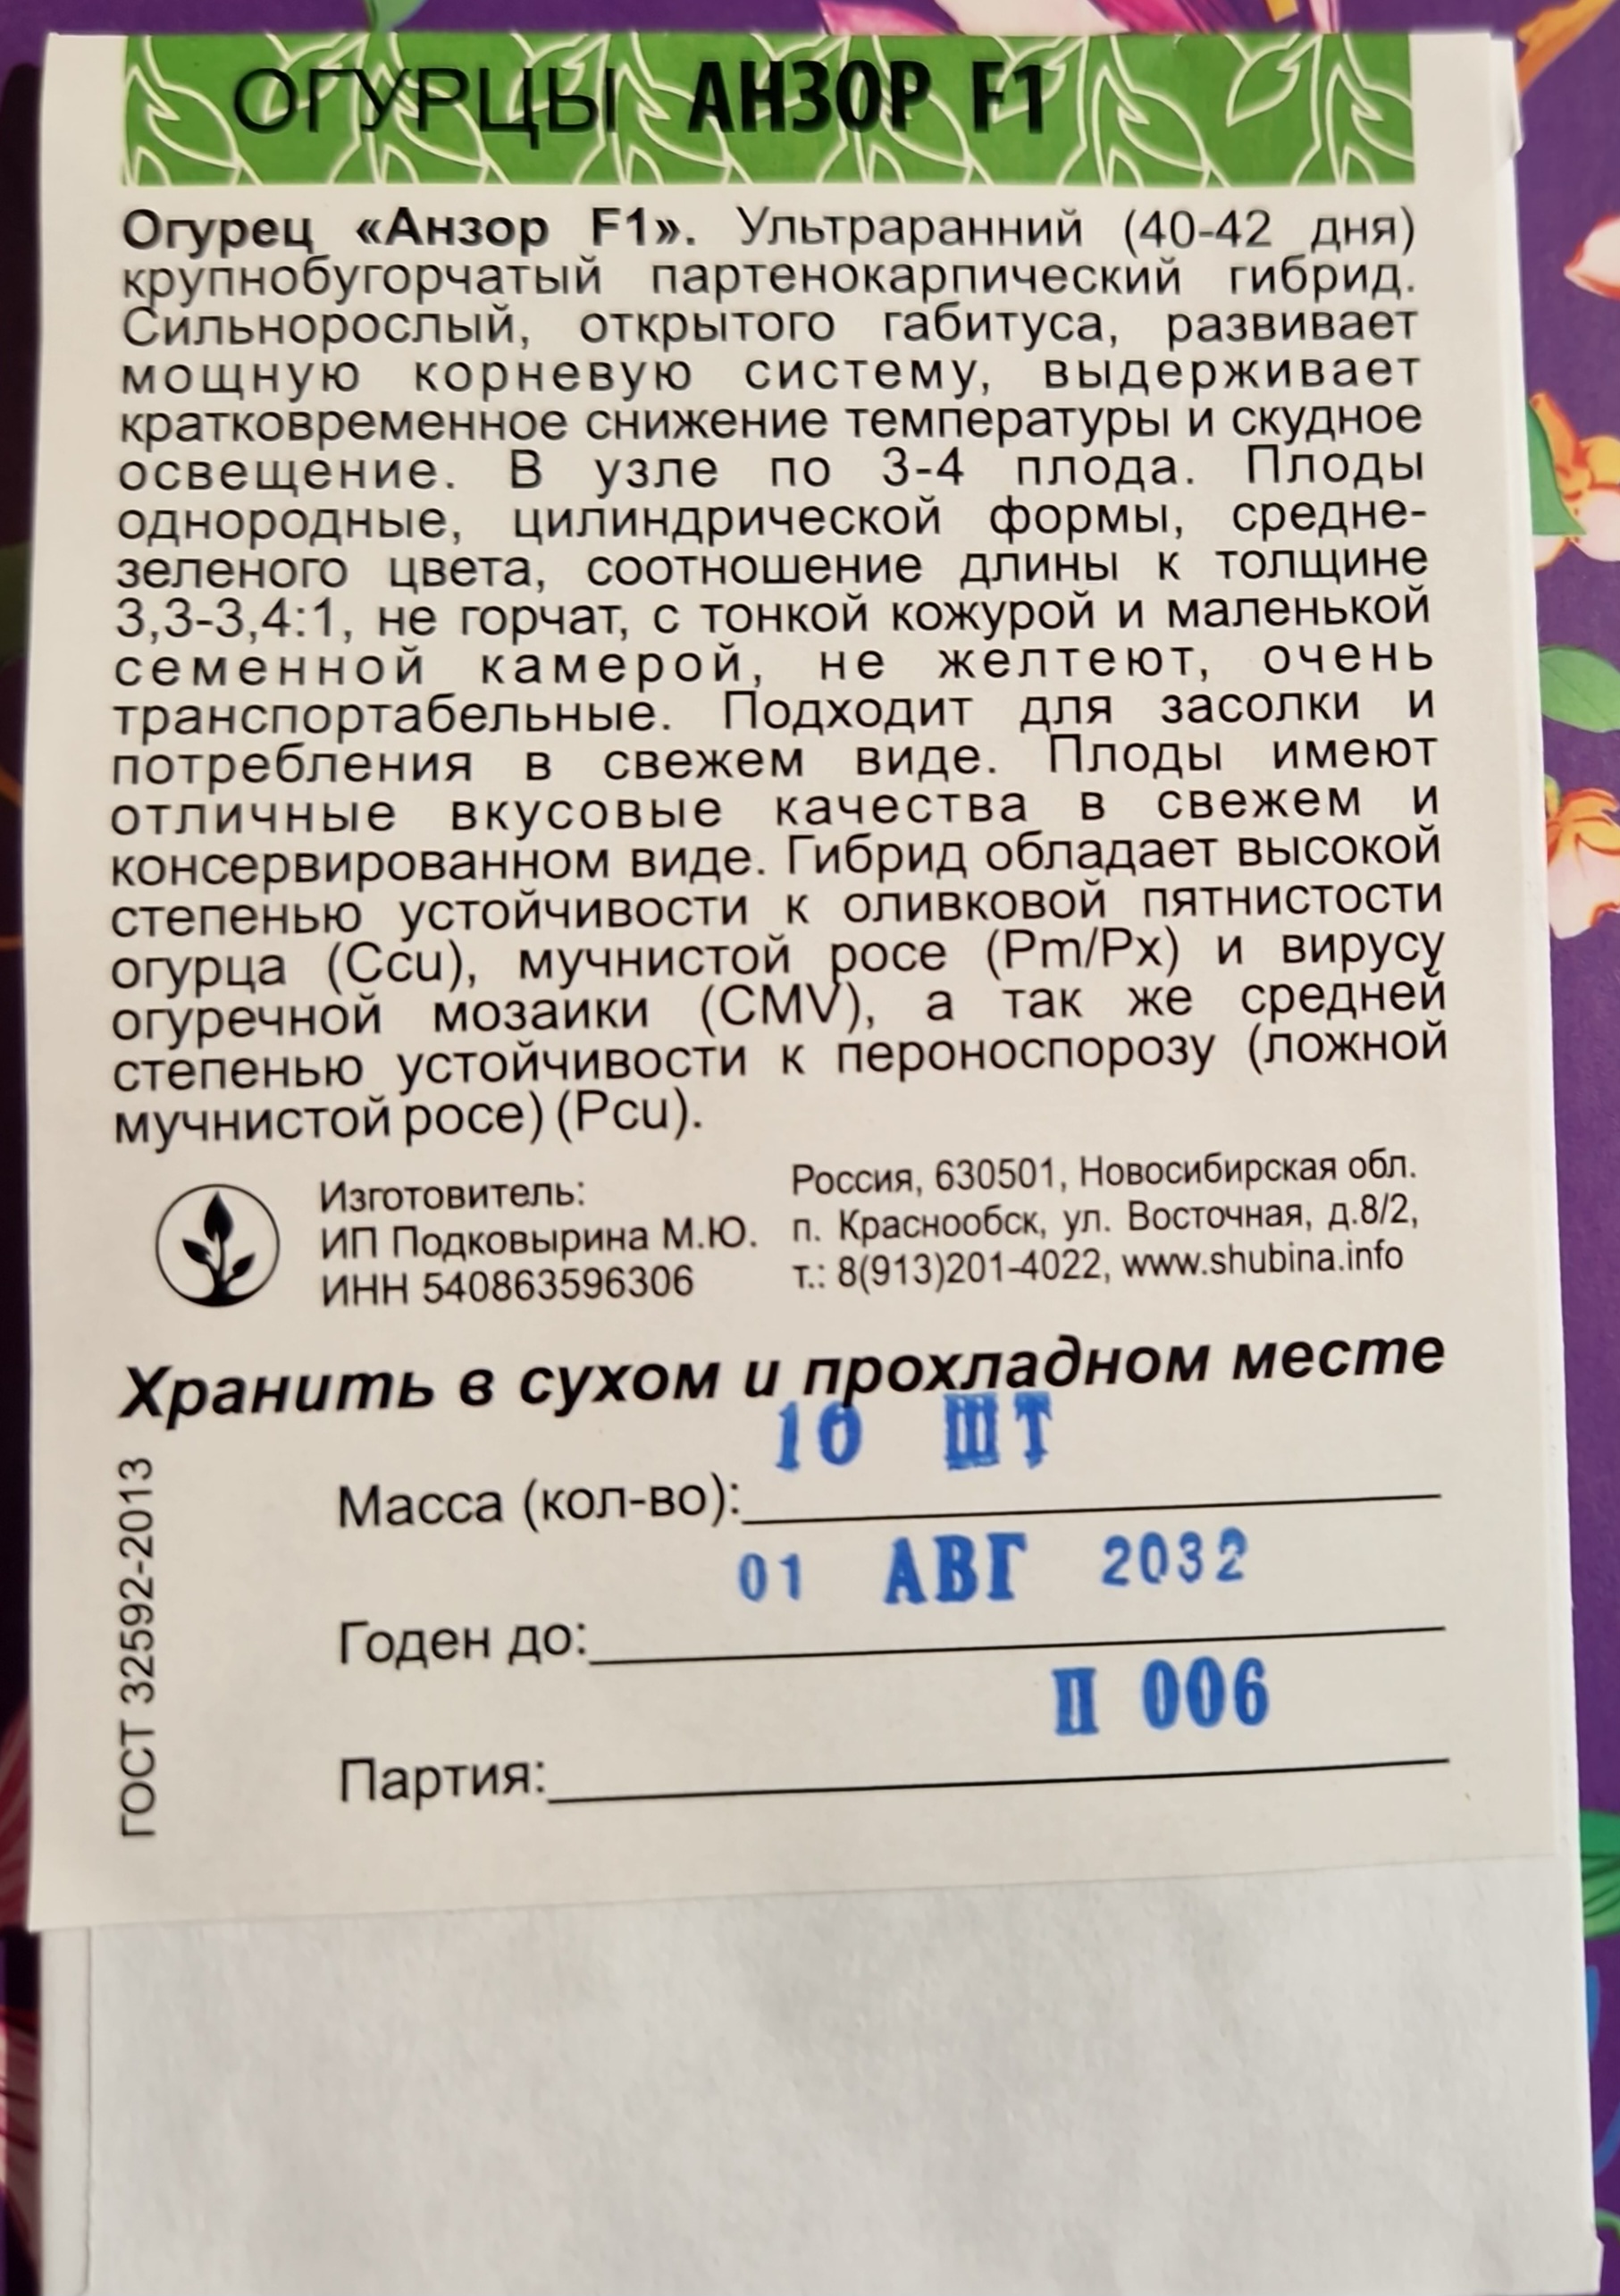 ОГУРЦЫ АНЗОР F1
Огурец «Анзор F1». Ультраранний (40-42 дня)
крупнобугорчатый партенокарпический гибрид.
Сильнорослый, открытого габитуса, развивает
мощную корневую систему, выдерживает
кратковременное снижение температуры и скудное
освещение. В узле по 3-4 плода. Плоды
однородные, цилиндрической формы, средне-
зеленого цвета, соотношение длины к толщине
3,3-3,4:1, не горчат, с тонкой кожурой и маленькой
семенной камерой, не желтеют, очень
транспортабельные. Подходит для засолки и
потребления в свежем виде. Плоды имеют
отличные вкусовые качества в свежем и
консервированном виде. Гибрид обладает высокой
степенью устойчивости к оливковой пятнистости
огурца (Ccu), мучнистой росе (Pm/Px) и вирусу
огуречной мозаики (CMV), а так же средней
степенью устойчивости к пероноспорозу (ложной
мучнистой росе) (Pcu).
Изготовитель:
ИП Подковырина М.Ю.
ИНН 540863596306
Россия, 630501, Новосибирская обл.
п. Краснообск, ул. Восточная, д.8/2,
т.: 8(913)201-4022, www.shubina.info
Хранить в сухом и прохладном месте
10 ШТ
Масса (кол-во):
01 АВГ 2032
Годен до:
П 006
Партия:
ГОСТ 32592-2013